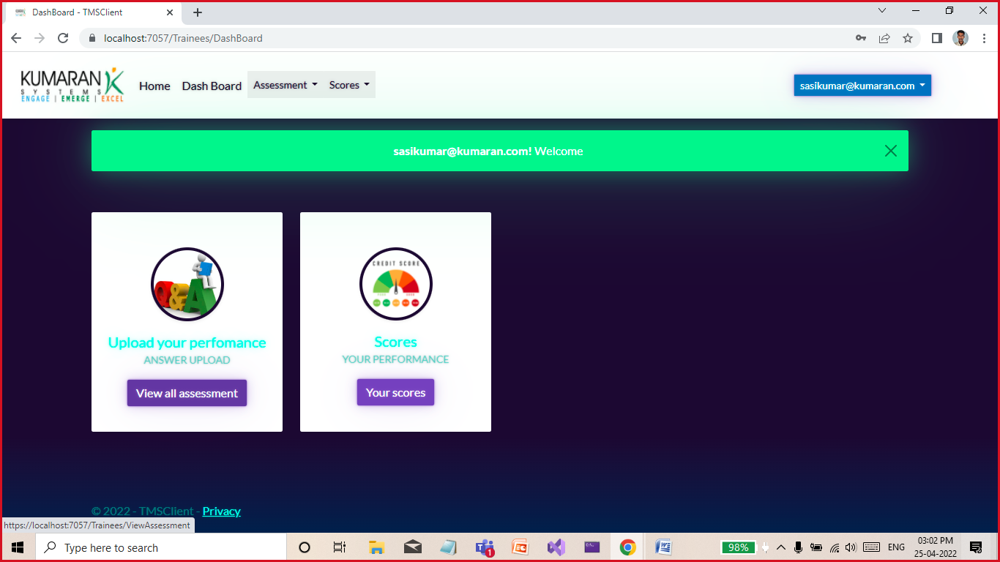 DashBoard - TMSClient
localhost:7057/Trainees/DashBoard
KUMARAN
SYSTEMS
ENGAGE | EMERGE | EXCEL
Home Dash Board Assessment Scores
sasikumar@kumaran.com
sasikumar@kumaran.com! Welcome
Q&A
CREDIT SCORE
Upload your perfomance
ANSWER UPLOAD
View all assessment
Scores
YOUR PERFORMANCE
Your scores
© 2022 - TMSClient - Privacy
https://localhost:7057/Trainees/ViewAssessment
Type here to search
1
98%
ENG
03:02 PM
25-04-2022